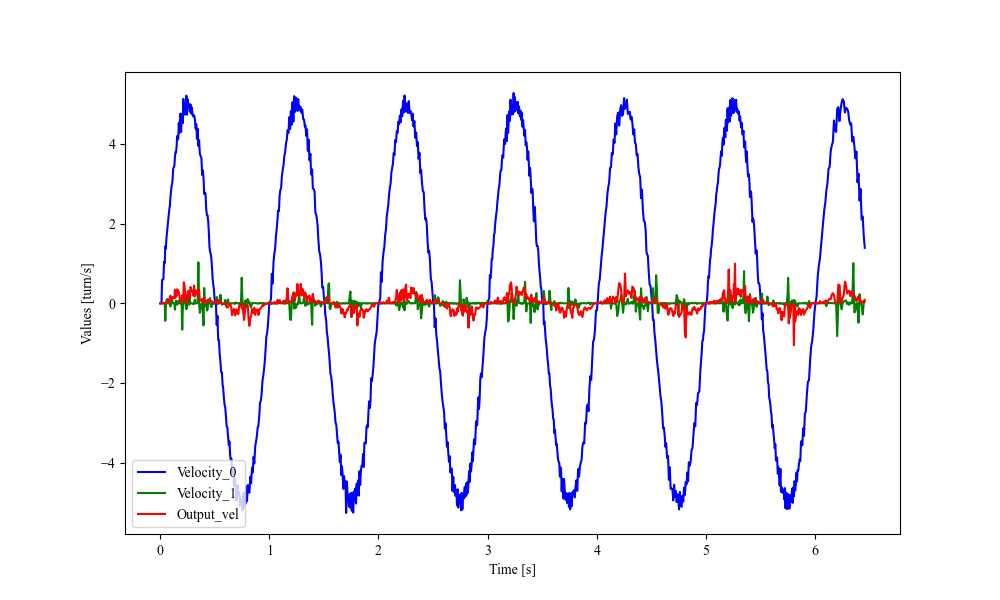 4
2
0
−2
−4
Values [turn/s]
Velocity_0
Velocity_1
Output_vel
0 1 2 3 4 5 6
Time [s]